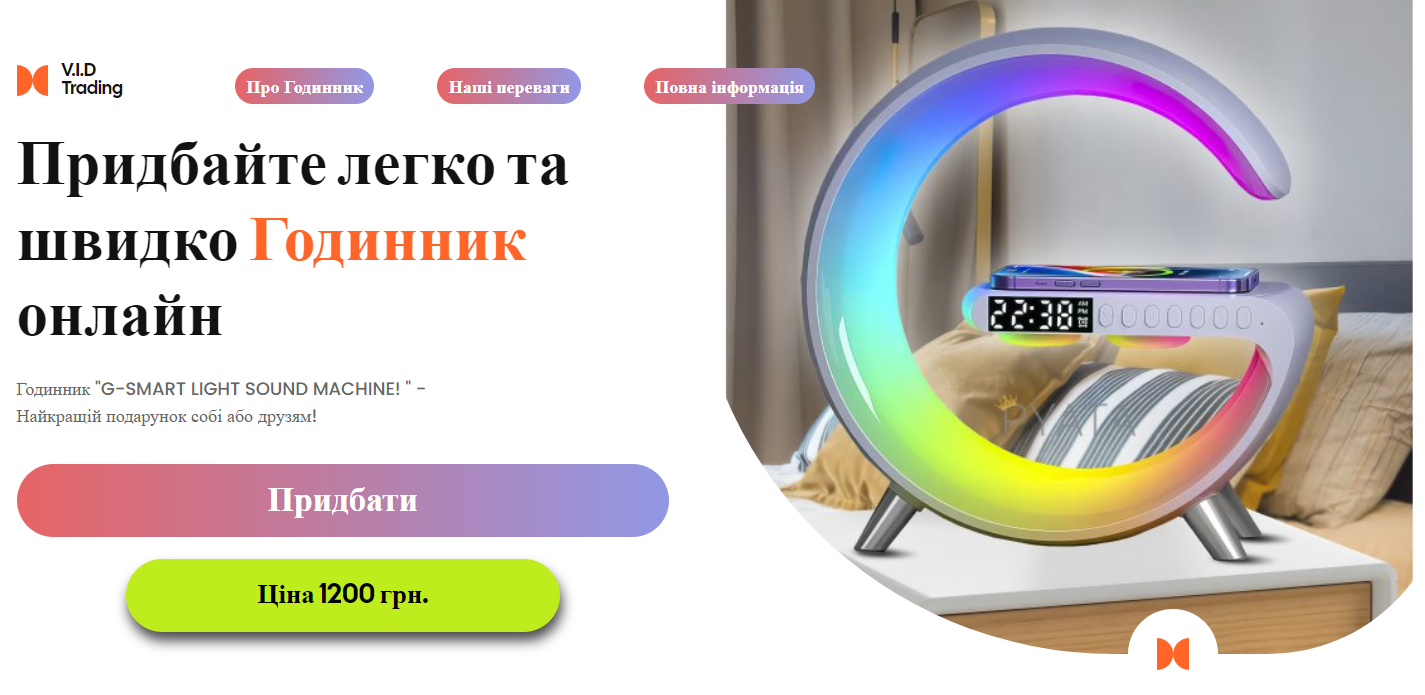 V.I.D
Trading
Про Годинник
Наші переваги
Повна інформація
Придбайте легко та
швидко Годинник
онлайн
Годинник "G-SMART LIGHT SOUND MACHINE! " -
Найкращій подарунок собі або друзям!
Придбати
Ціна 1200 грн.
22:38
AM
PM
PYATA